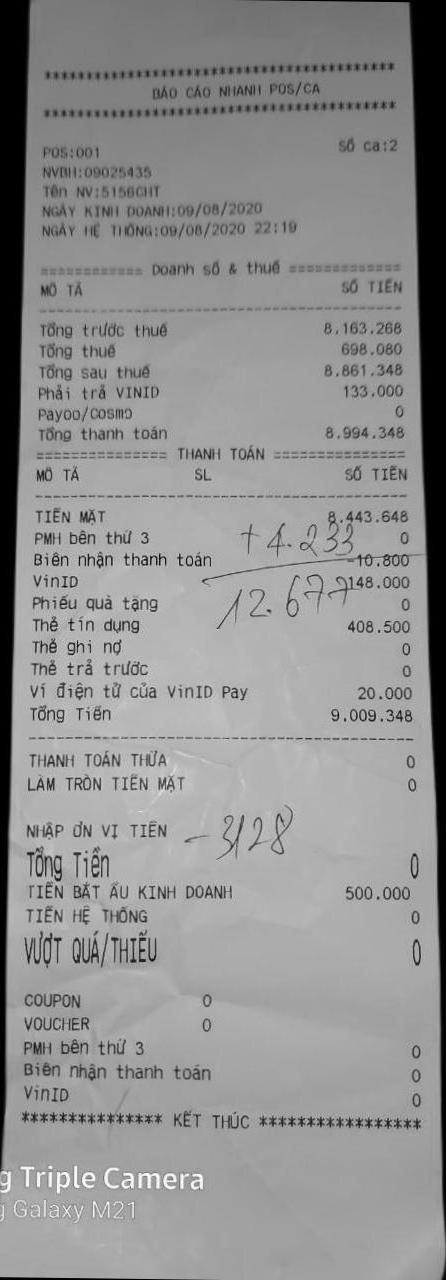 ****************************************
BÁO CÁO NHANH POS/CA
****************************************
POS:001 Số ca:2
NVBH:09025435
Tên NV:5156CHT
NGÀY KINH DOANH:09/08/2020
NGÀY HỆ THỐNG:09/08/2020 22:19
============ Doanh số & thuế =============
MÔ TẢ SỐ TIỀN
Tổng trước thuế 8.163.268
Tổng thuế 698.080
Tổng sau thuế 8.861.348
Phải trả VINID 133.000
Payoo/Cosmo 0
Tổng thanh toán 8.994.348
=============== THANH TOÁN ===============
MÔ TẢ SL SỐ TIỀN
TIỀN MẶT 8.443.648
PMH bên thứ 3 0
+4.233
Biên nhận thanh toán -10.800
VinID 148.000
12.677
Phiếu quà tặng 0
Thẻ tín dụng 408.500
Thẻ ghi nợ 0
Thẻ trả trước 0
Ví điện tử của VinID Pay 20.000
Tổng Tiền 9.009.348
THANH TOÁN THỪA 0
LÀM TRÒN TIỀN MẶT 0
NHẬP ƠN VỊ TIỀN
-3128
Tổng Tiền 0
TIỀN BẮT ẦU KINH DOANH 500.000
TIỀN HỆ THỐNG 0
VƯỢT QUÁ/THIẾU 0
COUPON 0
VOUCHER 0
PMH bên thứ 3 0
Biên nhận thanh toán 0
VinID 0
*************** KẾT THÚC *****************
g Triple Camera
g Galaxy M21